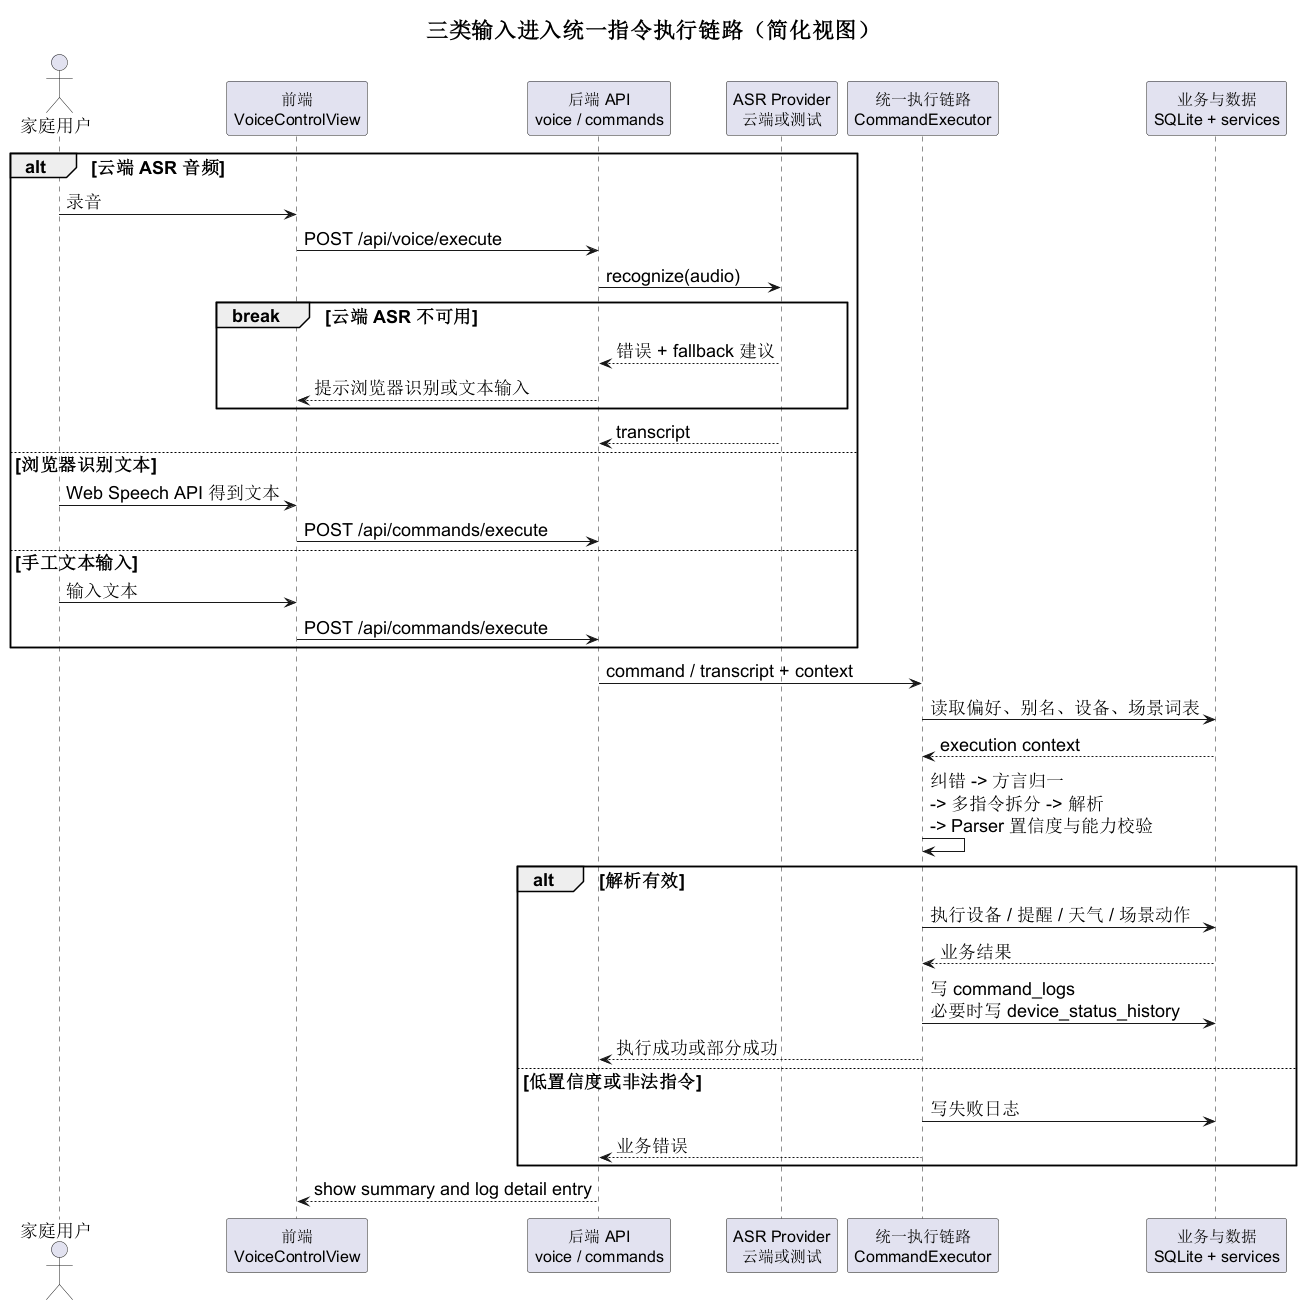 三类输入进入统一指令执行链路（简化视图）
家庭用户
前端
VoiceControlView
后端 API
voice / commands
ASR Provider
云端或测试
统一执行链路
CommandExecutor
业务与数据
SQLite + services
alt [云端 ASR 音频]
录音
POST /api/voice/execute
recognize(audio)
break [云端 ASR 不可用]
错误 + fallback 建议
提示浏览器识别或文本输入
transcript
[浏览器识别文本]
Web Speech API 得到文本
POST /api/commands/execute
[手工文本输入]
输入文本
POST /api/commands/execute
command / transcript + context
读取偏好、别名、设备、场景词表
execution context
纠错 -> 方言归一
-> 多指令拆分 -> 解析
-> Parser 置信度与能力校验
alt [解析有效]
执行设备 / 提醒 / 天气 / 场景动作
业务结果
写 command_logs
必要时写 device_status_history
执行成功或部分成功
[低置信度或非法指令]
写失败日志
业务错误
show summary and log detail entry
家庭用户
前端
VoiceControlView
后端 API
voice / commands
ASR Provider
云端或测试
统一执行链路
CommandExecutor
业务与数据
SQLite + services